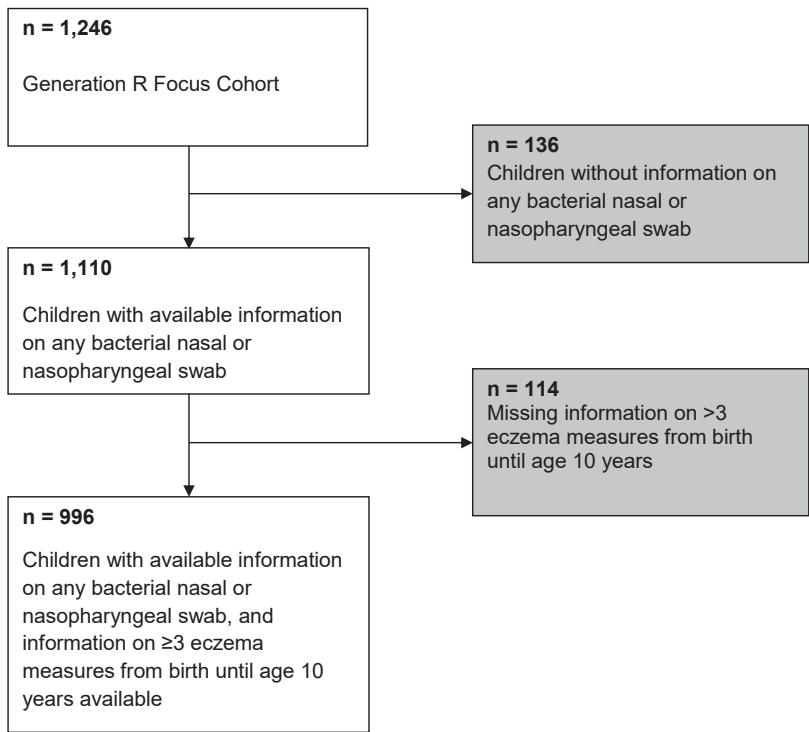 n = 1,246
Generation R Focus Cohort
n = 136
Children without information on
any bacterial nasal or
nasopharyngeal swab
n = 1,110
Children with available information
on any bacterial nasal or
nasopharyngeal swab
n = 114
Missing information on >3
eczema measures from birth
until age 10 years
n = 996
Children with available information
on any bacterial nasal or
nasopharyngeal swab, and
information on ≥3 eczema
measures from birth until age 10
years available